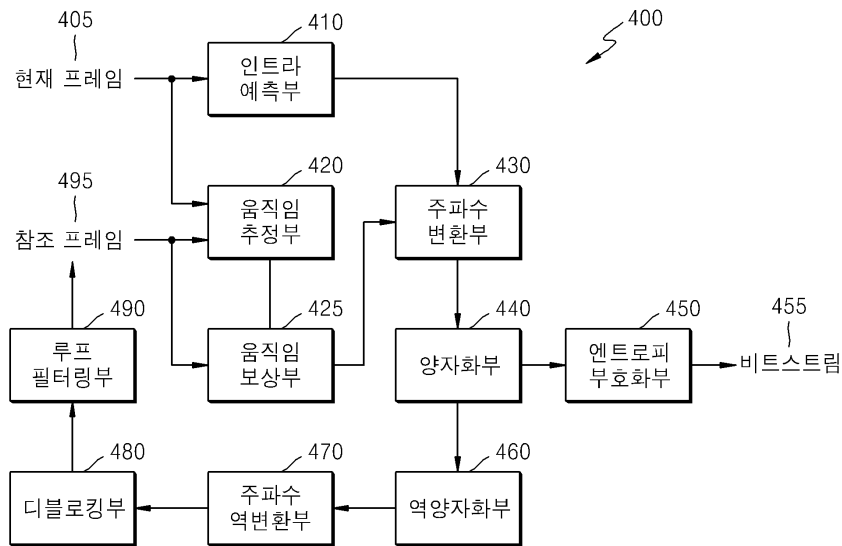 405
현재 프레임
410
인트라
예측부
400
420
움직임
추정부
430
주파수
변환부
495
참조 프레임
490
루프
필터링부
425
움직임
보상부
440
양자화부
450
엔트로피
부호화부
455
비트스트림
480
디블로킹부
470
주파수
역변환부
460
역양자화부